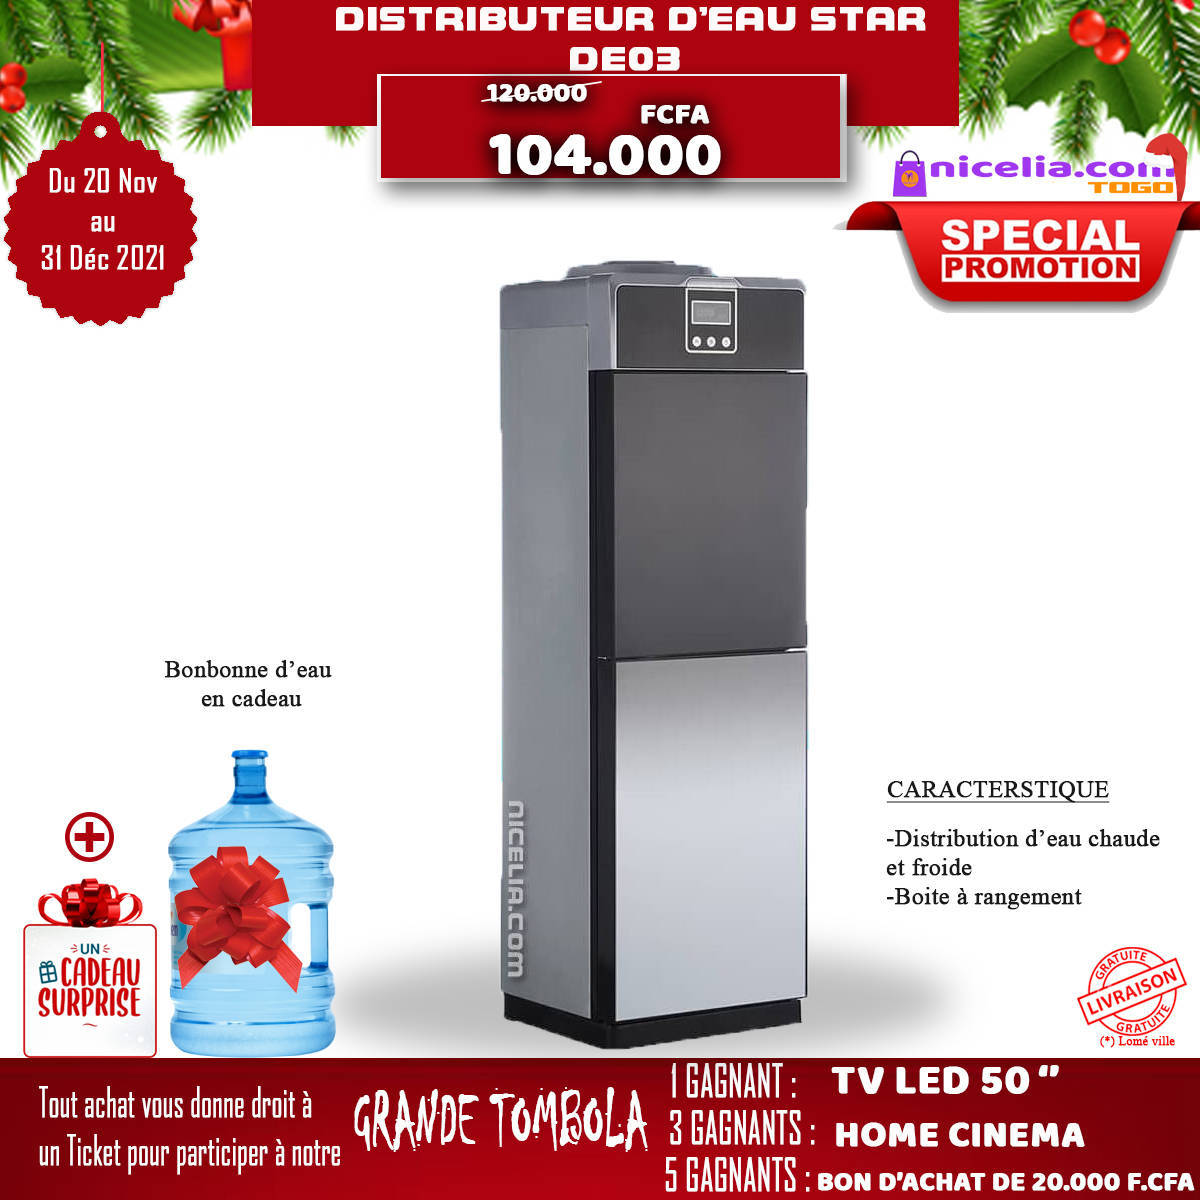 DISTRIBUTEUR D'EAU STAR
DE03
120.000
FCFA
104.000
Du 20 Nov
au
31 Déc 2021
nicelia.com
TOGO
SPECIAL
PROMOTION
Bonbonne d'eau
en cadeau
UN
CADEAU
SURPRISE
NICELIA.COM
CARACTERSTIQUE
-Distribution d'eau chaude
et froide
-Boite à rangement
GRATUITE
LIVRAISON
GRATUITE
(*) Lomé ville
Tout achat vous donne droit à
un Ticket pour participer à notre
GRANDE TOMBOLA
1 GAGNANT : TV LED 50 "
3 GAGNANTS : HOME CINEMA
5 GAGNANTS : BON D'ACHAT DE 20.000 F.CFA